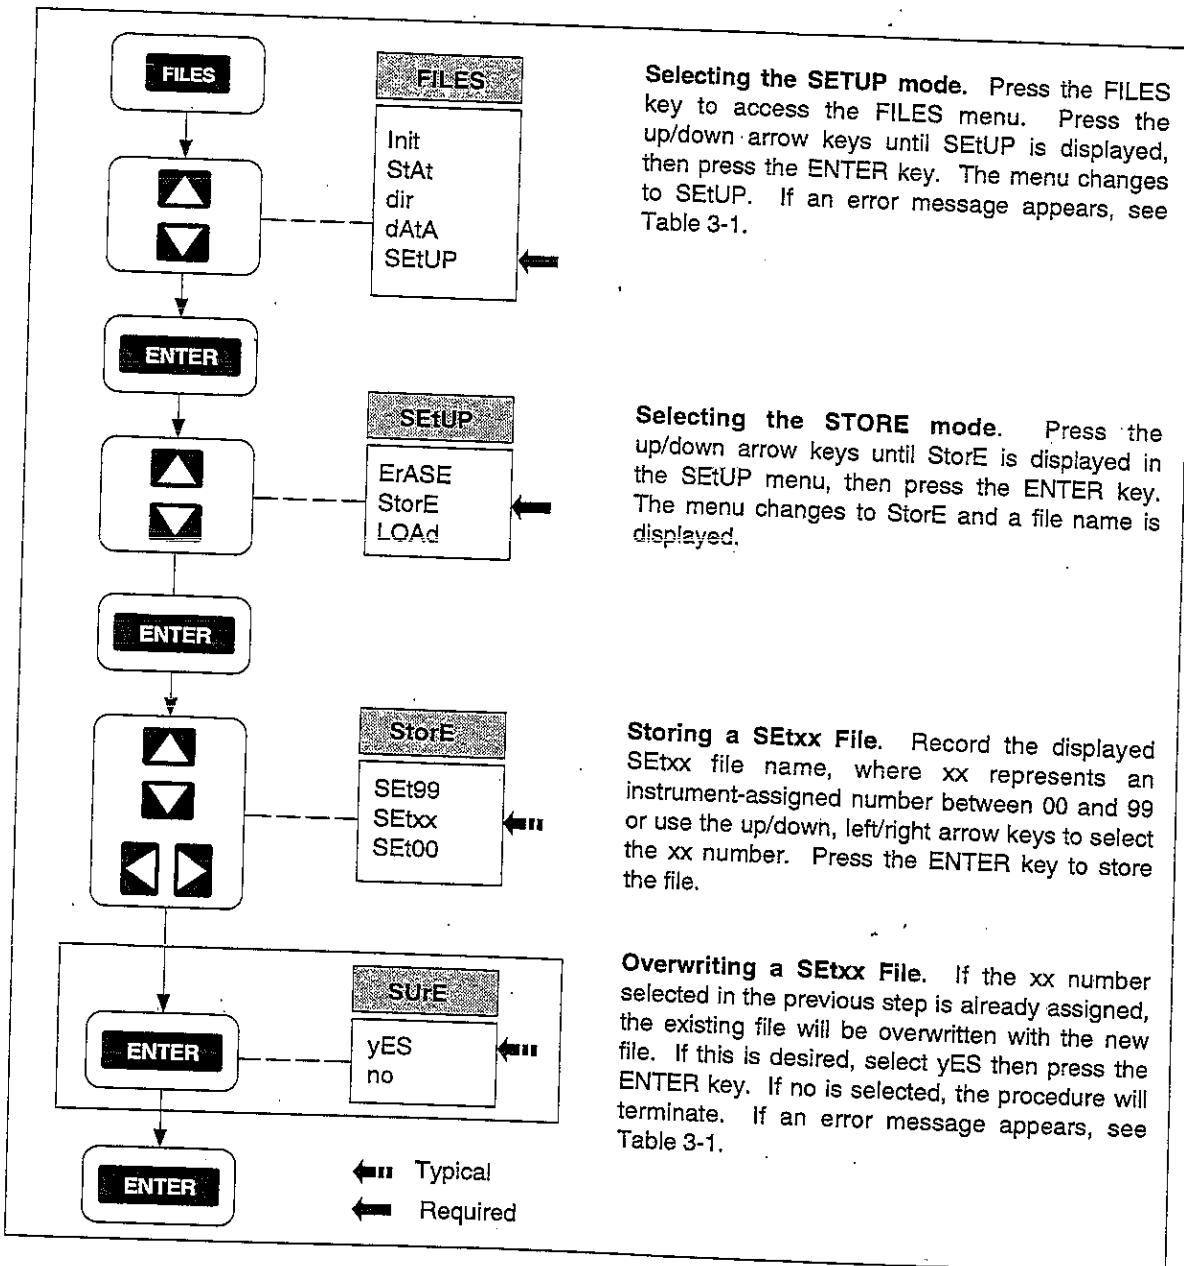 FILES
FILES
Init
StAt
dir
dAtA
SEtUP
Selecting the SETUP mode. Press the FILES
key to access the FILES menu. Press the
up/down arrow keys until SEtUP is displayed,
then press the ENTER key. The menu changes
to SEtUP. If an error message appears, see
Table 3-1.
ENTER
SEtUP
ErASE
StorE
LOAd
Selecting the STORE mode. Press the
up/down arrow keys until StorE is displayed in
the SEtUP menu, then press the ENTER key.
The menu changes to StorE and a file name is
displayed.
ENTER
StorE
SEt99
SEtxx
SEt00
Storing a SEtxx File. Record the displayed
SEtxx file name, where xx represents an
instrument-assigned number between 00 and 99
or use the up/down, left/right arrow keys to select
the xx number. Press the ENTER key to store
the file.
ENTER
SUrE
yES
no
Overwriting a SEtxx File. If the xx number
selected in the previous step is already assigned,
the existing file will be overwritten with the new
file. If this is desired, select yES then press the
ENTER key. If no is selected, the procedure will
terminate. If an error message appears, see
Table 3-1.
ENTER
Typical
Required